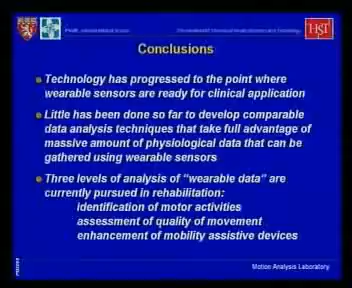 HST
Conclusions
Technology has progressed to the point where
wearable sensors are ready for clinical application
Little has been done so far to develop comparable
data analysis techniques that take full advantage of
massive amount of physiological data that can be
gathered using wearable sensors
Three levels of analysis of "wearable data" are
currently pursued in rehabilitation:
identification of motor activities
assessment of quality of movement
enhancement of mobility assistive devices
Motion Analysis Laboratory